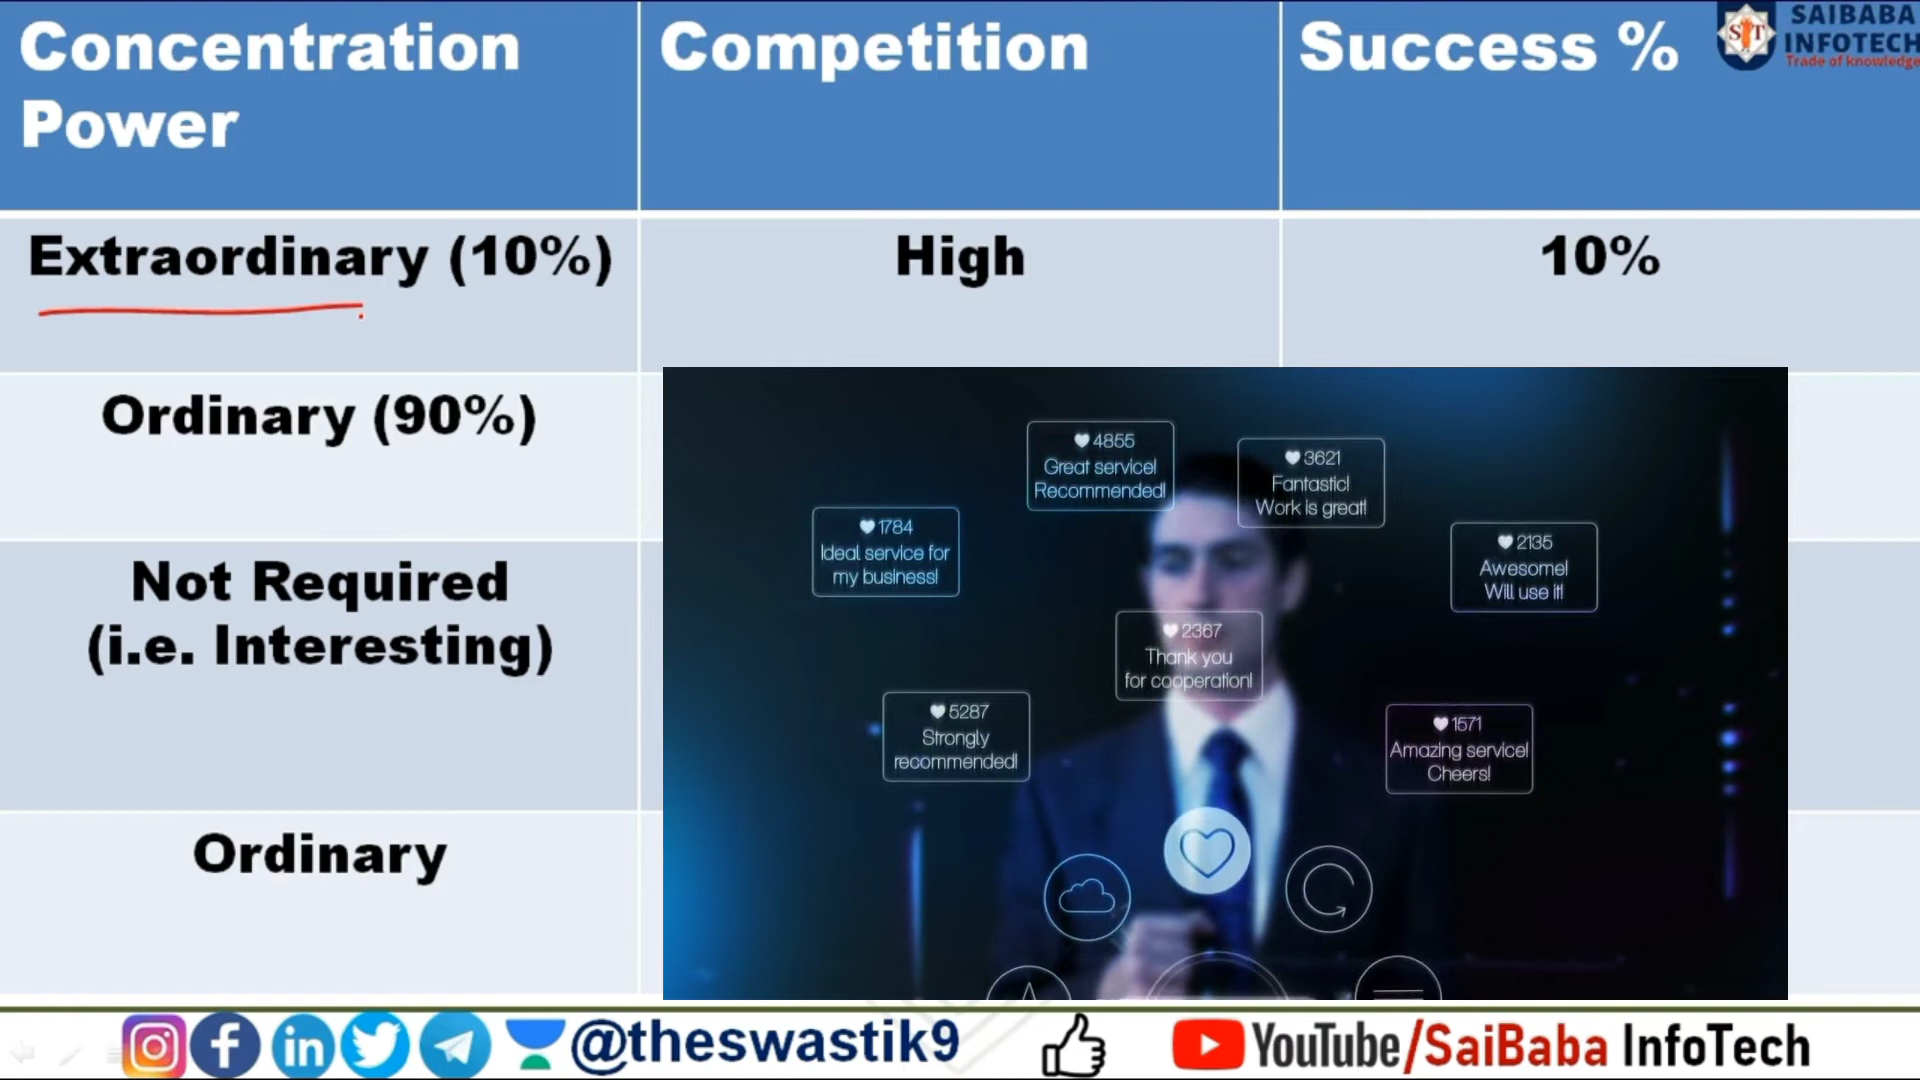 Concentration
Power
Competition
Success %
SAIBABA
INFOTECH
Trade of knowledge
SIT
Extraordinary (10%)
High
10%
Ordinary (90%)
Not Required
(i.e. Interesting)
Ordinary
4855
Great service!
Recommended!
3621
Fantastic!
Work is great!
1784
Ideal service for
my business!
2135
Awesome!
Will use it!
2367
Thank you
for cooperation!
5287
Strongly
recommended!
1571
Amazing service!
Cheers!
@theswastik9
YouTube/SaiBaba InfoTech